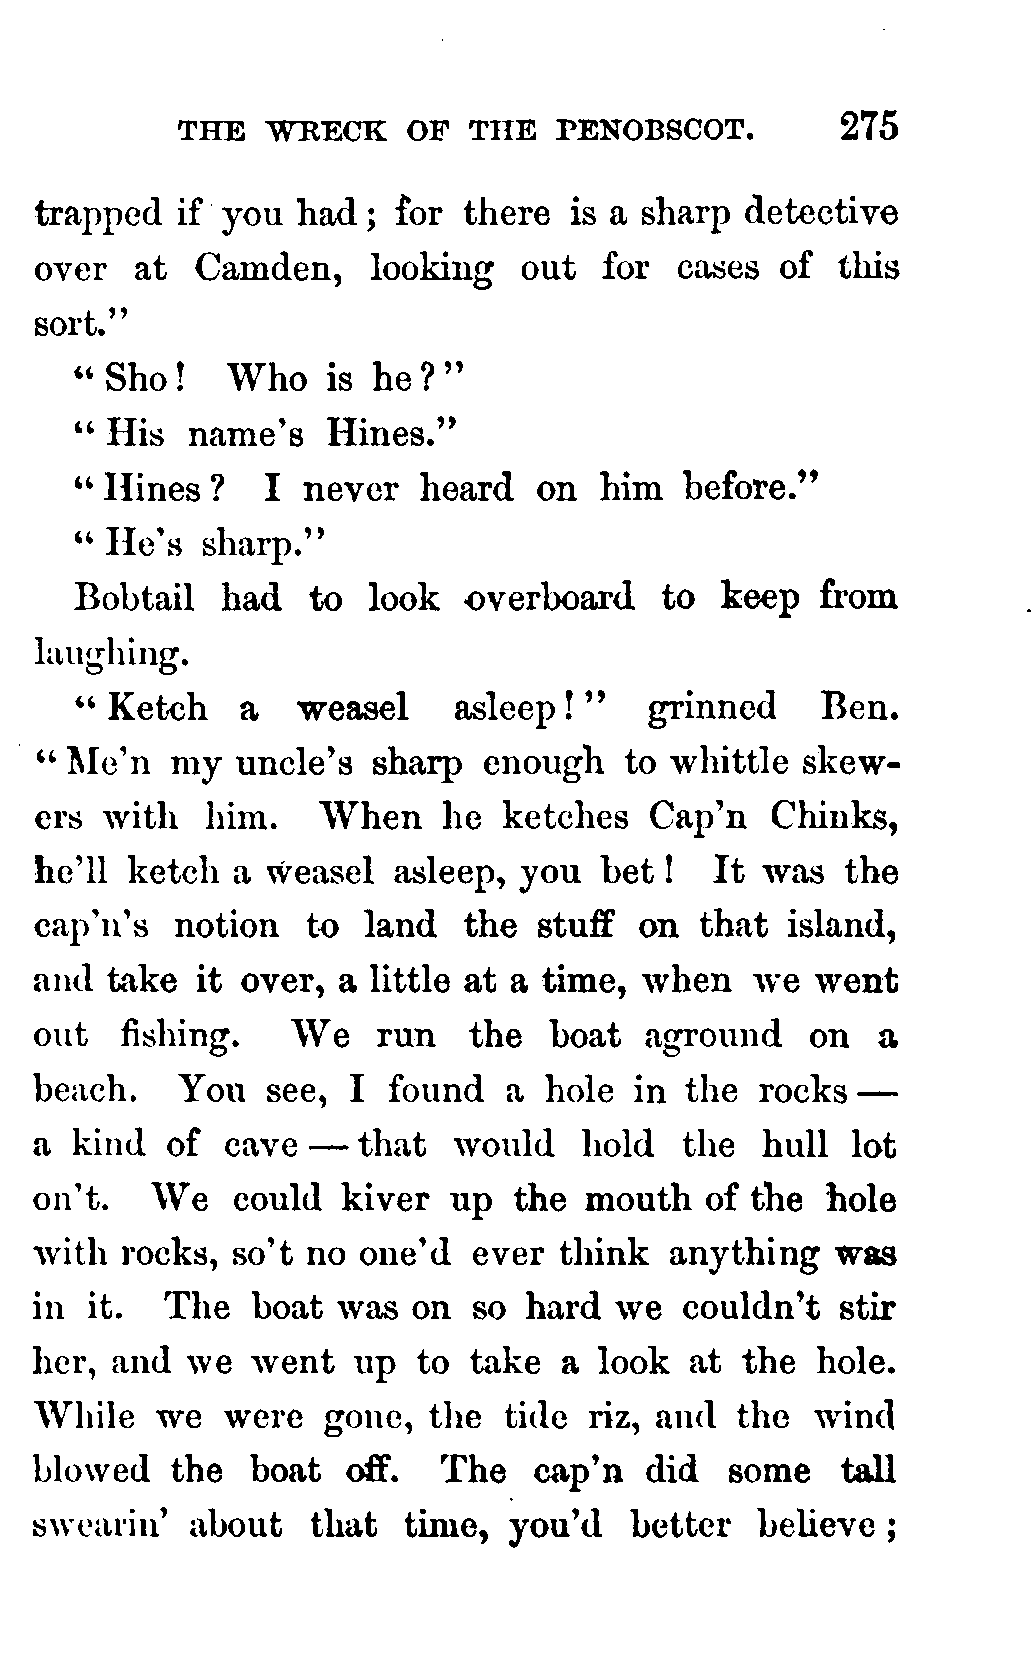 THE WRECK OF THE PENOBSCOT. 275
trapped if you had; for there is a sharp detective
over at Camden, looking out for cases of this
sort."
"Sho! Who is he?"
"His name's Hines."
"Hines? I never heard on him before."
"He's sharp."
Bobtail had to look overboard to keep from
laughing.
"Ketch a weasel asleep!" grinned Ben.
"Me'n my uncle's sharp enough to whittle skew-
ers with him. When he ketches Cap'n Chinks,
he'll ketch a weasel asleep, you bet! It was the
cap'n's notion to land the stuff on that island,
and take it over, a little at a time, when we went
out fishing. We run the boat aground on a
beach. You see, I found a hole in the rocks —
a kind of cave — that would hold the hull lot
on't. We could kiver up the mouth of the hole
with rocks, so't no one'd ever think anything was
in it. The boat was on so hard we couldn't stir
her, and we went up to take a look at the hole.
While we were gone, the tide riz, and the wind
blowed the boat off. The cap'n did some tall
swearin' about that time, you'd better believe;